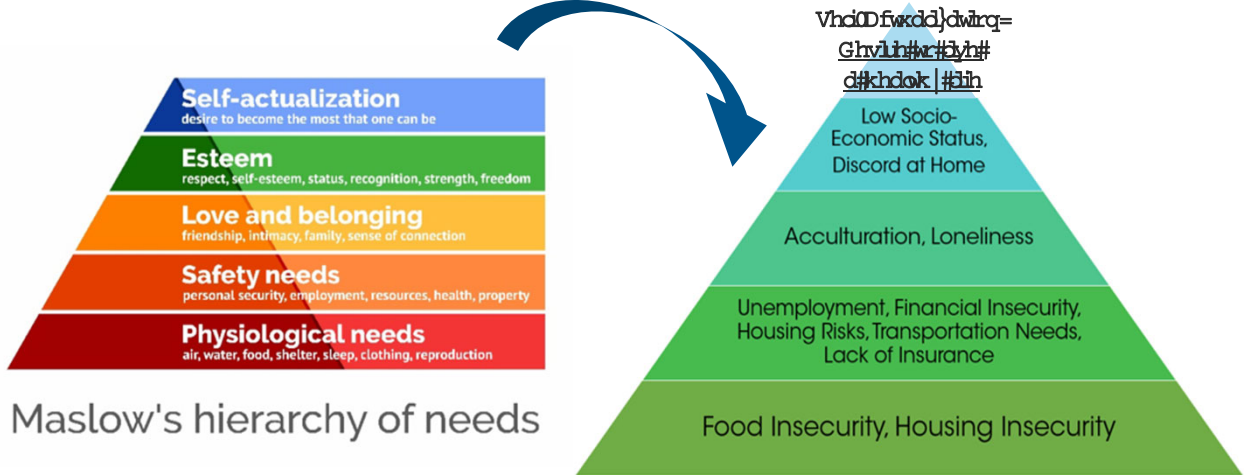 Self-actualization
desire to become the most that one can be
Esteem
respect, self-esteem, status, recognition, strength, freedom
Love and belonging
friendship, intimacy, family, sense of connection
Safety needs
personal security, employment, resources, health, property
Physiological needs
air, water, food, shelter, sleep, clothing, reproduction
Maslow's hierarchy of needs
Vhoi0Dfwxdol}dwlrq=
Ghvluh#wr#kdyh#
d#khdowk|#olih
Low Socio-
Economic Status,
Discord at Home
Acculturation, Loneliness
Unemployment, Financial Insecurity,
Housing Risks, Transportation Needs,
Lack of Insurance
Food Insecurity, Housing Insecurity